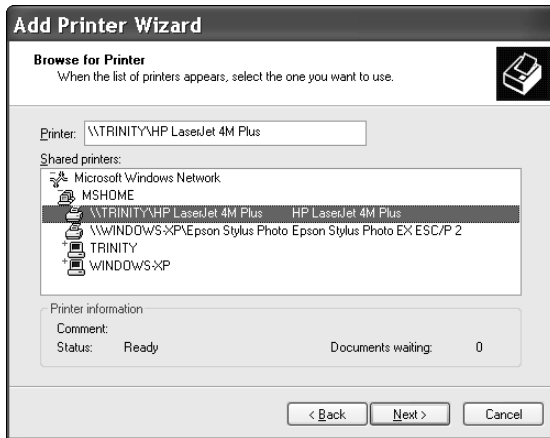 Add Printer Wizard
Browse for Printer
When the list of printers appears, select the one you want to use.
Printer: \\TRINITY\HP LaserJet 4M Plus
Shared printers:
Microsoft Windows Network
MSHOME
\\TRINITY\HP LaserJet 4M Plus HP LaserJet 4M Plus
\\WINDOWS-XP\Epson Stylus Photo Epson Stylus Photo EX ESC/P 2
TRINITY
WINDOWS-XP
Printer information
Comment:
Status: Ready Documents waiting: 0
< Back Next > Cancel